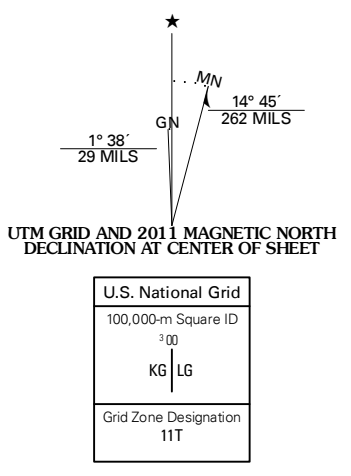 ★
MN
GN
14° 45´
262 MILS
1° 38´
29 MILS
UTM GRID AND 2011 MAGNETIC NORTH
DECLINATION AT CENTER OF SHEET
U.S. National Grid
100,000-m Square ID
³00
KG LG
Grid Zone Designation
11T